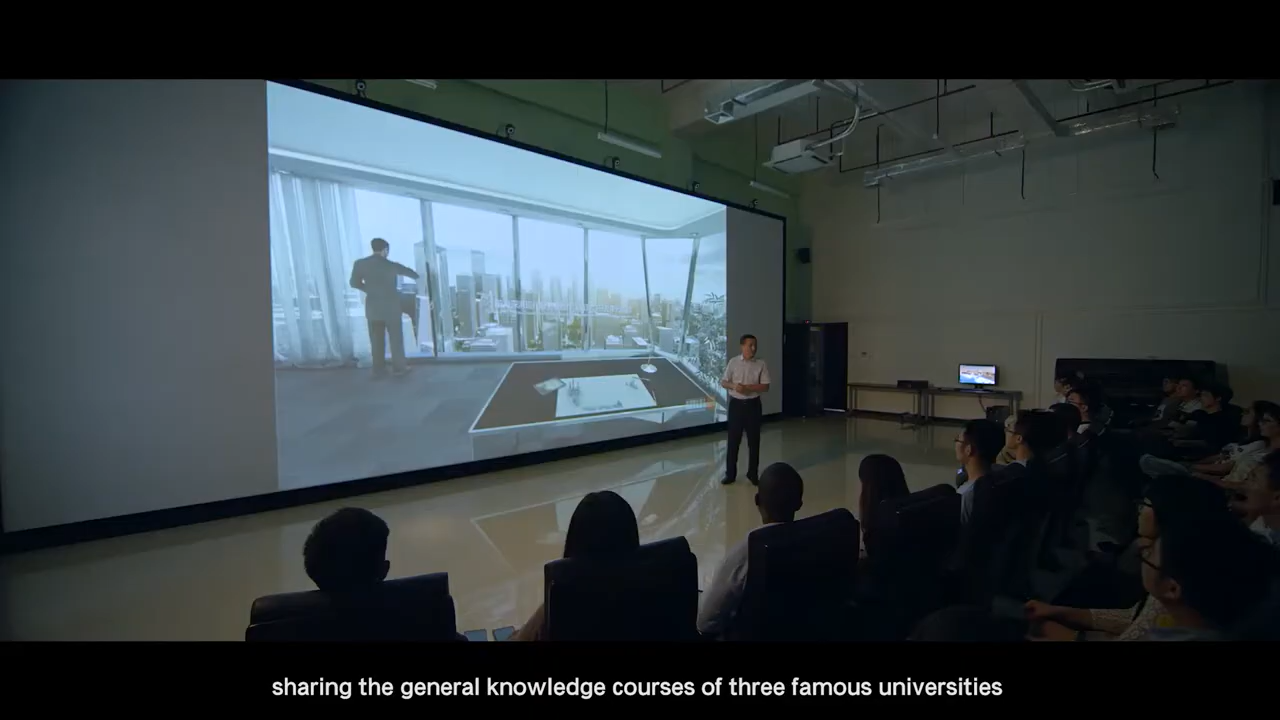 sharing the general knowledge courses of three famous universities